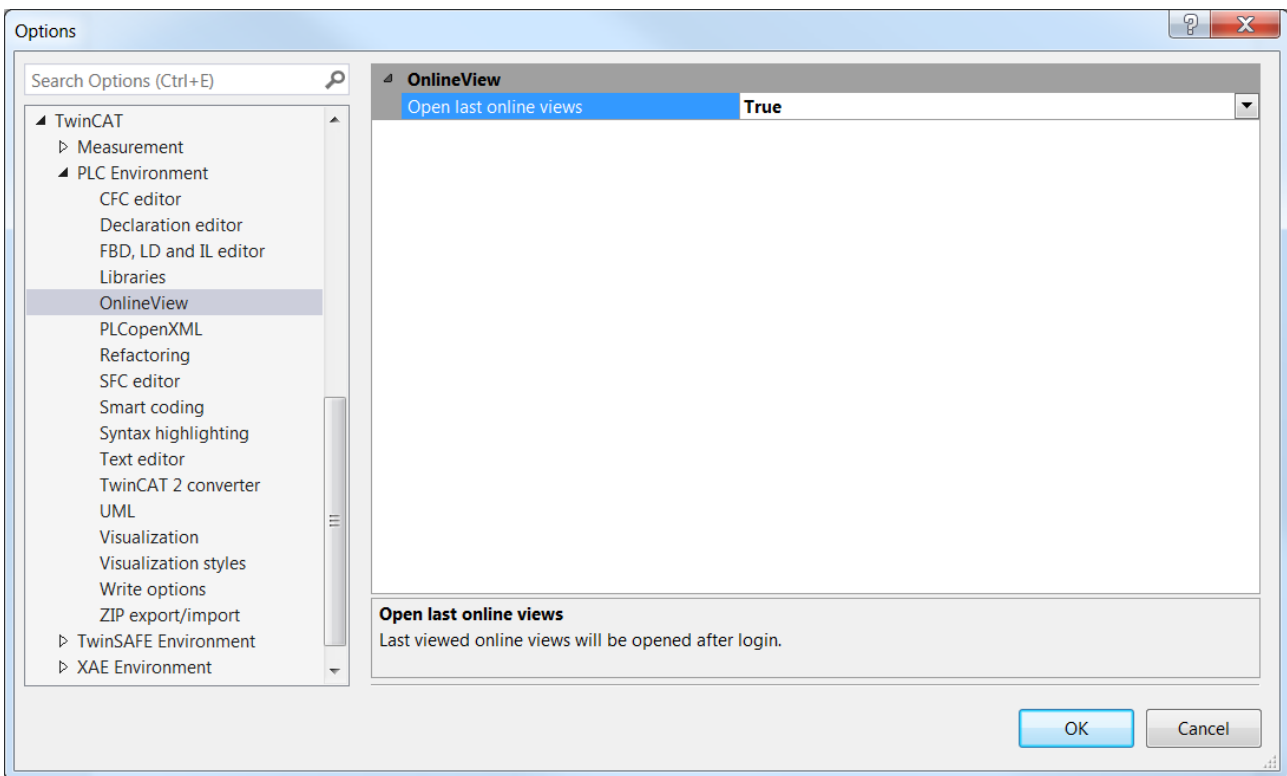 Options
Search Options (Ctrl+E)
TwinCAT
Measurement
PLC Environment
CFC editor
Declaration editor
FBD, LD and IL editor
Libraries
OnlineView
PLCopenXML
Refactoring
SFC editor
Smart coding
Syntax highlighting
Text editor
TwinCAT 2 converter
UML
Visualization
Visualization styles
Write options
ZIP export/import
TwinSAFE Environment
XAE Environment
OnlineView
Open last online views True
Open last online views
Last viewed online views will be opened after login.
OK Cancel